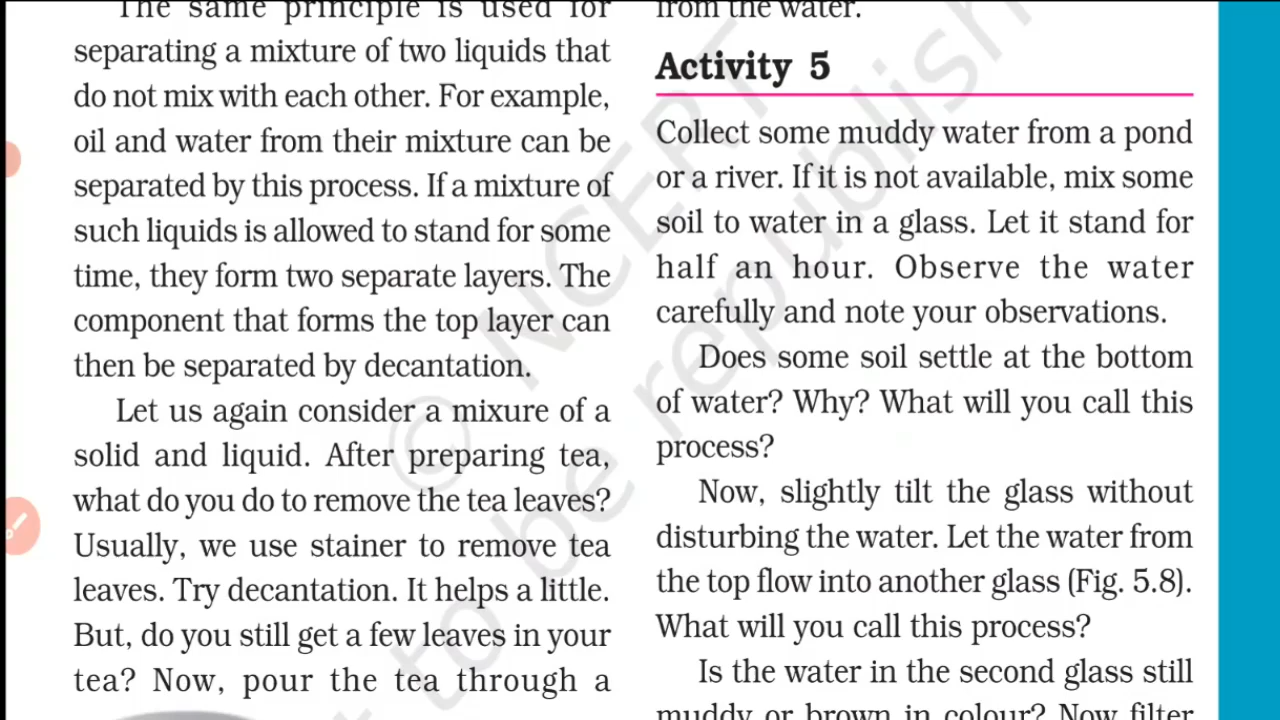 The same principle is used for
separating a mixture of two liquids that
do not mix with each other. For example,
oil and water from their mixture can be
separated by this process. If a mixture of
such liquids is allowed to stand for some
time, they form two separate layers. The
component that forms the top layer can
then be separated by decantation.
Let us again consider a mixure of a
solid and liquid. After preparing tea,
what do you do to remove the tea leaves?
Usually, we use stainer to remove tea
leaves. Try decantation. It helps a little.
But, do you still get a few leaves in your
tea? Now, pour the tea through a
from the water.
Activity 5
Collect some muddy water from a pond
or a river. If it is not available, mix some
soil to water in a glass. Let it stand for
half an hour. Observe the water
carefully and note your observations.
Does some soil settle at the bottom
of water? Why? What will you call this
process?
Now, slightly tilt the glass without
disturbing the water. Let the water from
the top flow into another glass (Fig. 5.8).
What will you call this process?
Is the water in the second glass still
muddy or brown in colour? Now filter
© NCERT
t to be republish